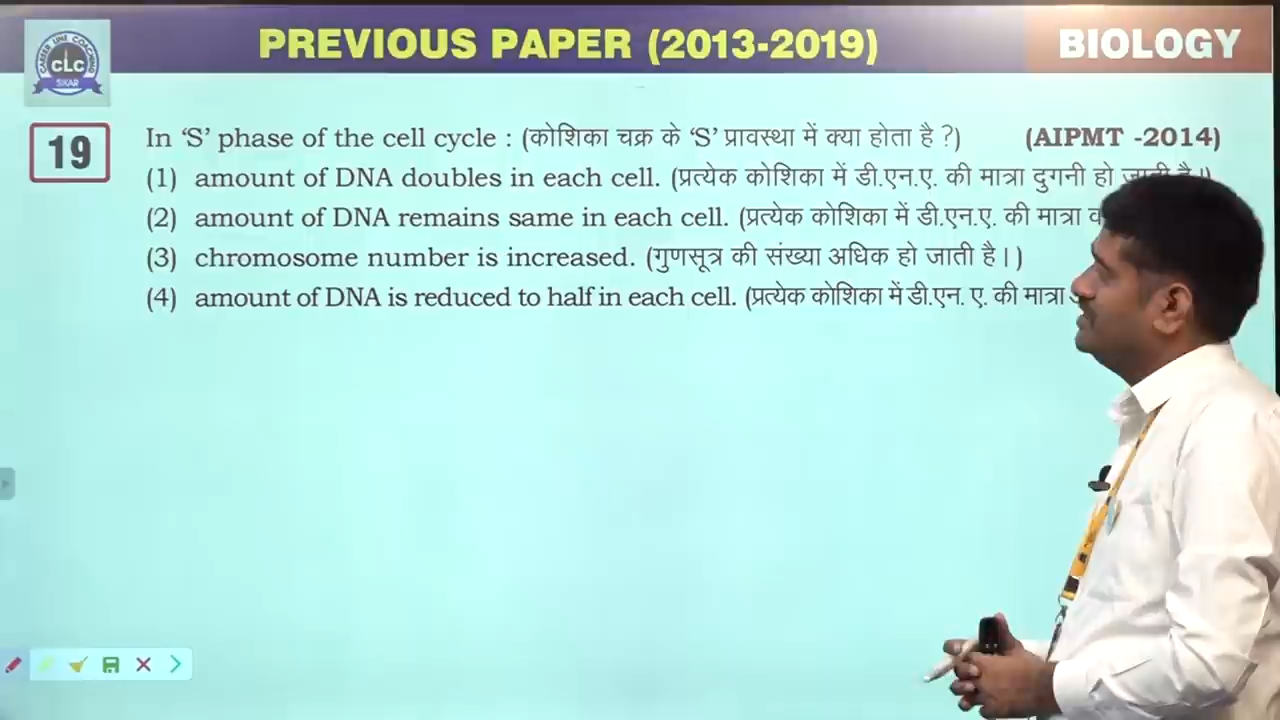 CAREER LINE COACHING
CLC
SIKAR
PREVIOUS PAPER (2013-2019)
BIOLOGY
19
In ‘S’ phase of the cell cycle : (कोशिका चक्र के ‘S’ प्रावस्था में क्या होता है ?) (AIPMT -2014)
(1) amount of DNA doubles in each cell. (प्रत्येक कोशिका में डी.एन.ए. की मात्रा दुगनी हो जाती है।)
(2) amount of DNA remains same in each cell. (प्रत्येक कोशिका में डी.एन.ए. की मात्रा
(3) chromosome number is increased. (गुणसूत्र की संख्या अधिक हो जाती है।)
(4) amount of DNA is reduced to half in each cell. (प्रत्येक कोशिका में डी.एन. ए. की मात्रा